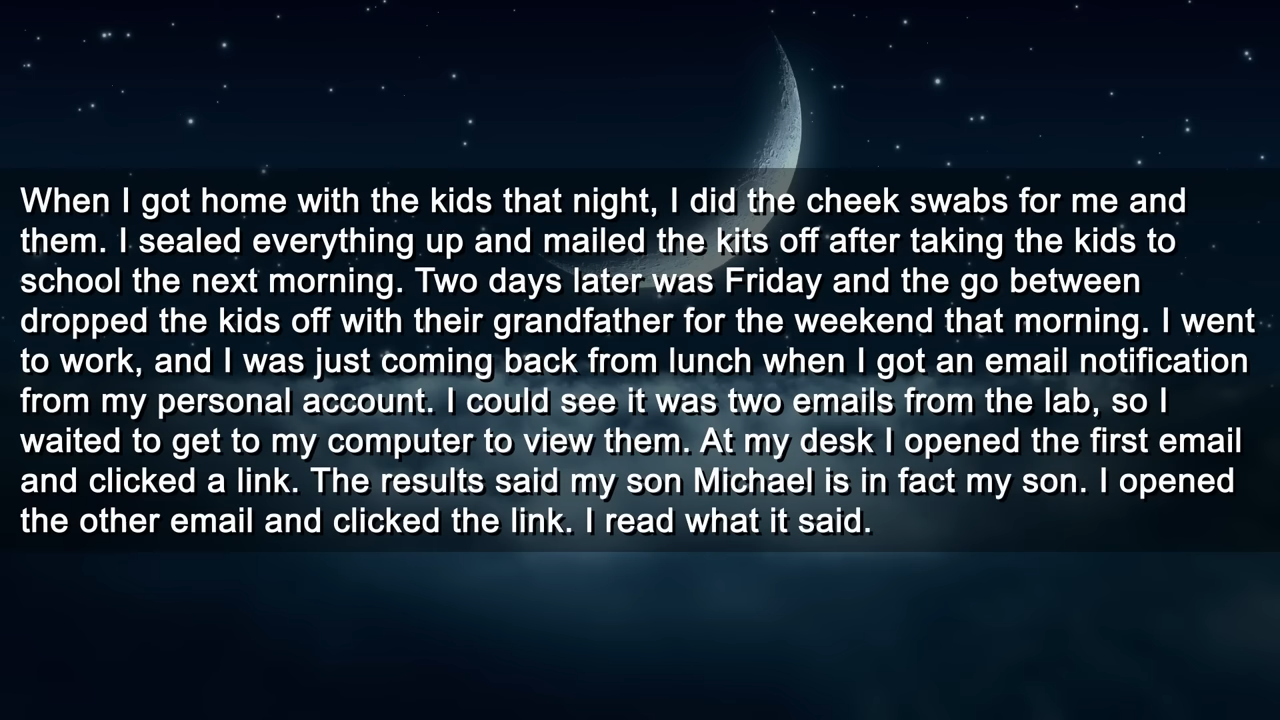 When I got home with the kids that night, I did the cheek swabs for me and
them. I sealed everything up and mailed the kits off after taking the kids to
school the next morning. Two days later was Friday and the go between
dropped the kids off with their grandfather for the weekend that morning. I went
to work, and I was just coming back from lunch when I got an email notification
from my personal account. I could see it was two emails from the lab, so I
waited to get to my computer to view them. At my desk I opened the first email
and clicked a link. The results said my son Michael is in fact my son. I opened
the other email and clicked the link. I read what it said.